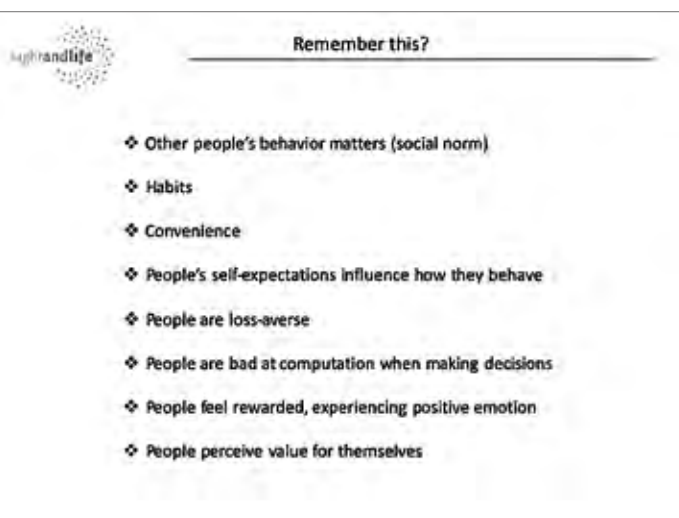 Remember this?
sightandlife
❖ Other people's behavior matters (social norm)
❖ Habits
❖ Convenience
❖ People's self-expectations influence how they behave
❖ People are loss-averse
❖ People are bad at computation when making decisions
❖ People feel rewarded, experiencing positive emotion
❖ People perceive value for themselves